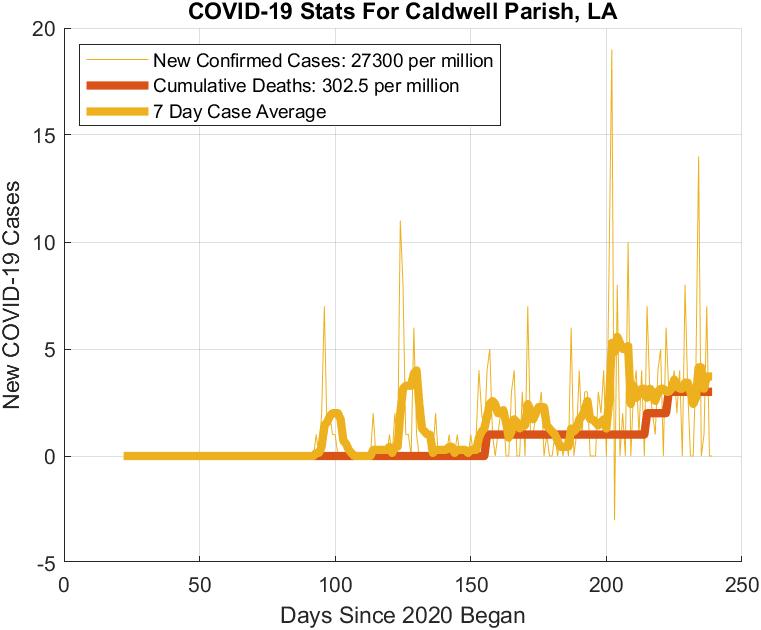 COVID-19 Stats For Caldwell Parish, LA
New Confirmed Cases: 27300 per million
Cumulative Deaths: 302.5 per million
7 Day Case Average
New COVID-19 Cases
20
15
10
5
0
-5
0 50 100 150 200 250
Days Since 2020 Began